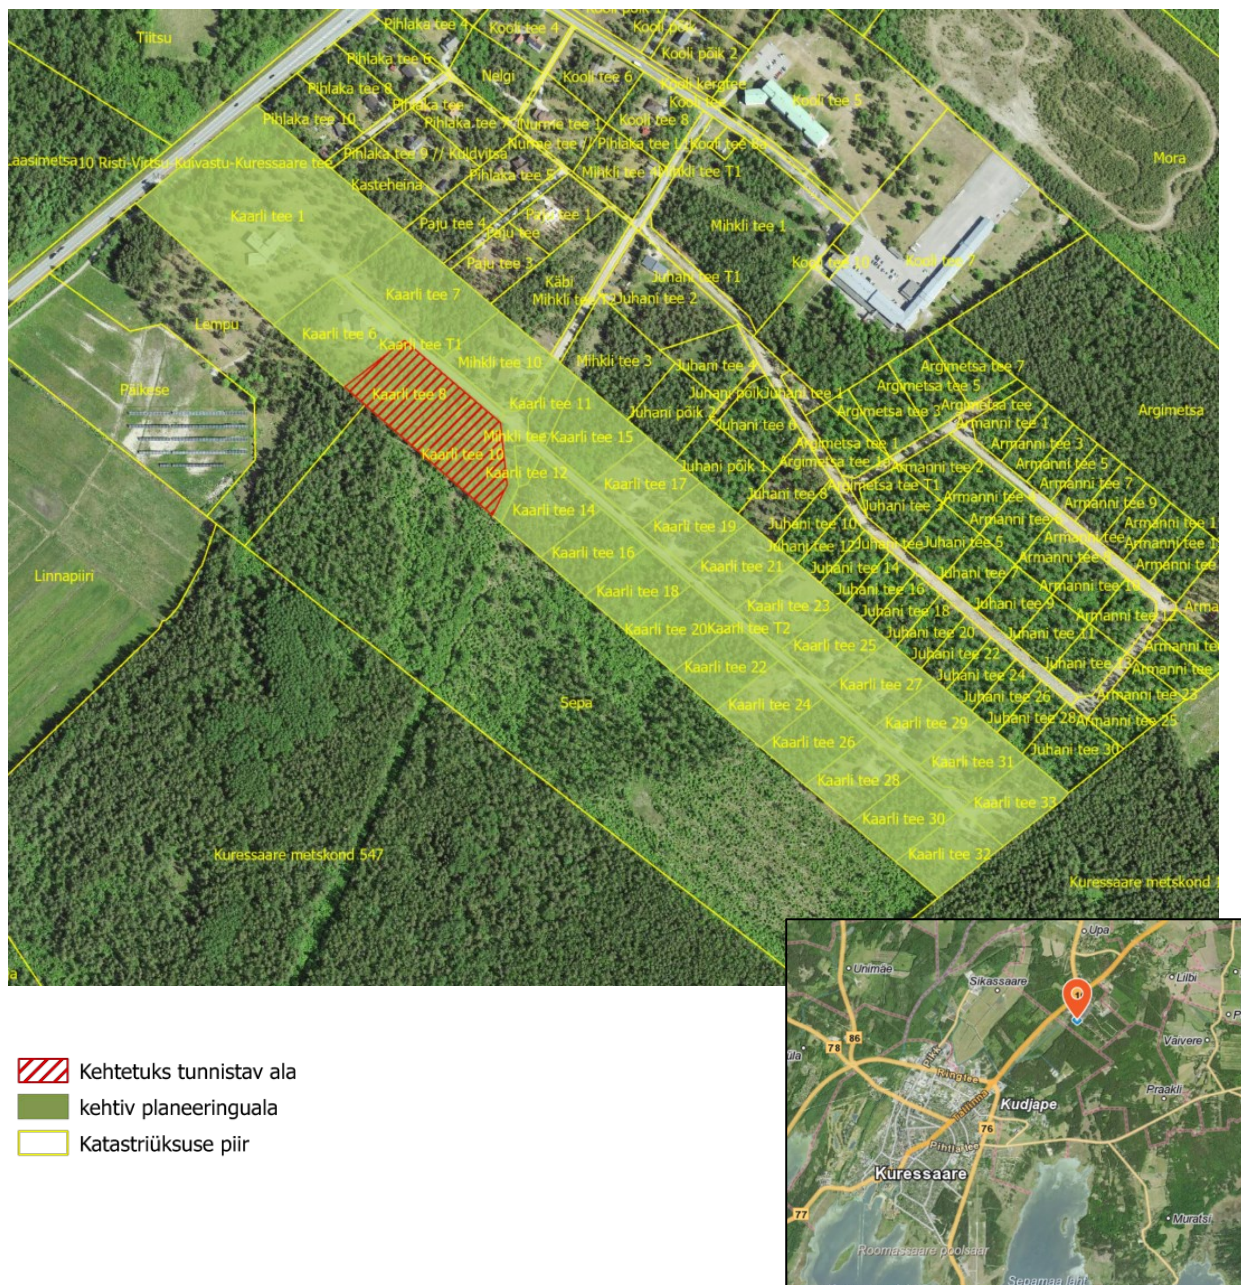 Tiitsu
Pihlaka tee 4
Kooli tee 4
Kooli põik
Kooli põik 2
Pihlaka tee 6
Nelgi
Kooli tee 6
Kooli kergtee
Kooli tee 5
Pihlaka tee 8
Pihlaka tee
Kooli tee
Pihlaka tee 10
Pihlaka tee 7
Nurme tee 1
Kooli tee 8
10 Risti-Virtsu-Kuivastu-Kuressaare tee
Pihlaka tee 9 // Kuldvitsa
Mora
Pihlaka tee 5
Mihkli tee T1
Kasteheina
Kaarli tee 1
Paju tee 4
Paju tee 1
Paju tee
Mihkli tee 1
Paju tee 3
Kooli tee 10
Kooli tee 7
Käbi
Juhani tee T1
Kaarli tee 7
Juhani tee 2
Lempu
Kaarli tee 6
Kaarli tee T1
Mihkli tee 10
Mihkli tee 3
Juhani tee 4
Argimetsa tee 7
Argimetsa tee 5
Päikese
Kaarli tee 8
Juhani põik
Juhani tee 1
Argimetsa tee
Kaarli tee 11
Juhani põik 2
Argimetsa tee 3
Argimetsa
Juhani tee 6
Armanni tee 1
Mihkli tee
Kaarli tee 15
Argimetsa tee 1
Armanni tee 3
Kaarli tee 10
Juhani põik 1
Armanni tee 2
Armanni tee 5
Kaarli tee 12
Kaarli tee 17
Argimetsa tee T1
Armanni tee 7
Juhani tee 8
Juhani tee 3
Armanni tee 9
Kaarli tee 14
Kaarli tee 19
Juhani tee 10
Armanni tee
Kaarli tee 16
Juhani tee 12
Juhani tee
Juhani tee 5
Kaarli tee 21
Juhani tee 14
Juhani tee 7
Linnapiiri
Kaarli tee 18
Juhani tee 16
Armanni tee 10
Kaarli tee 23
Juhani tee 18
Juhani tee 9
Armanni tee 12
Kaarli tee 20
Kaarli tee T2
Juhani tee 20
Juhani tee 11
Kaarli tee 25
Juhani tee 22
Kaarli tee 22
Juhani tee 24
Juhani tee 13
Kaarli tee 27
Juhani tee 26
Armanni tee 23
Sepa
Kaarli tee 24
Kaarli tee 29
Juhani tee 28
Armanni tee 25
Kaarli tee 26
Juhani tee 30
Kaarli tee 31
Kaarli tee 28
Kaarli tee 33
Kaarli tee 30
Kuressaare metskond 547
Kaarli tee 32
Kuressaare metskond
Kehtetuks tunnistav ala
kehtiv planeeringuala
Katastriüksuse piir
Upa
Unimäe
Sikassaare
Lilbi
86
78
Väivere
Pikk
Ringtee
Praakli
Tallinna
Kudjape
76
Pihtla tee
Kuressaare
77
Muratsi
Roomassaare poolsaar
Sepamaa laht